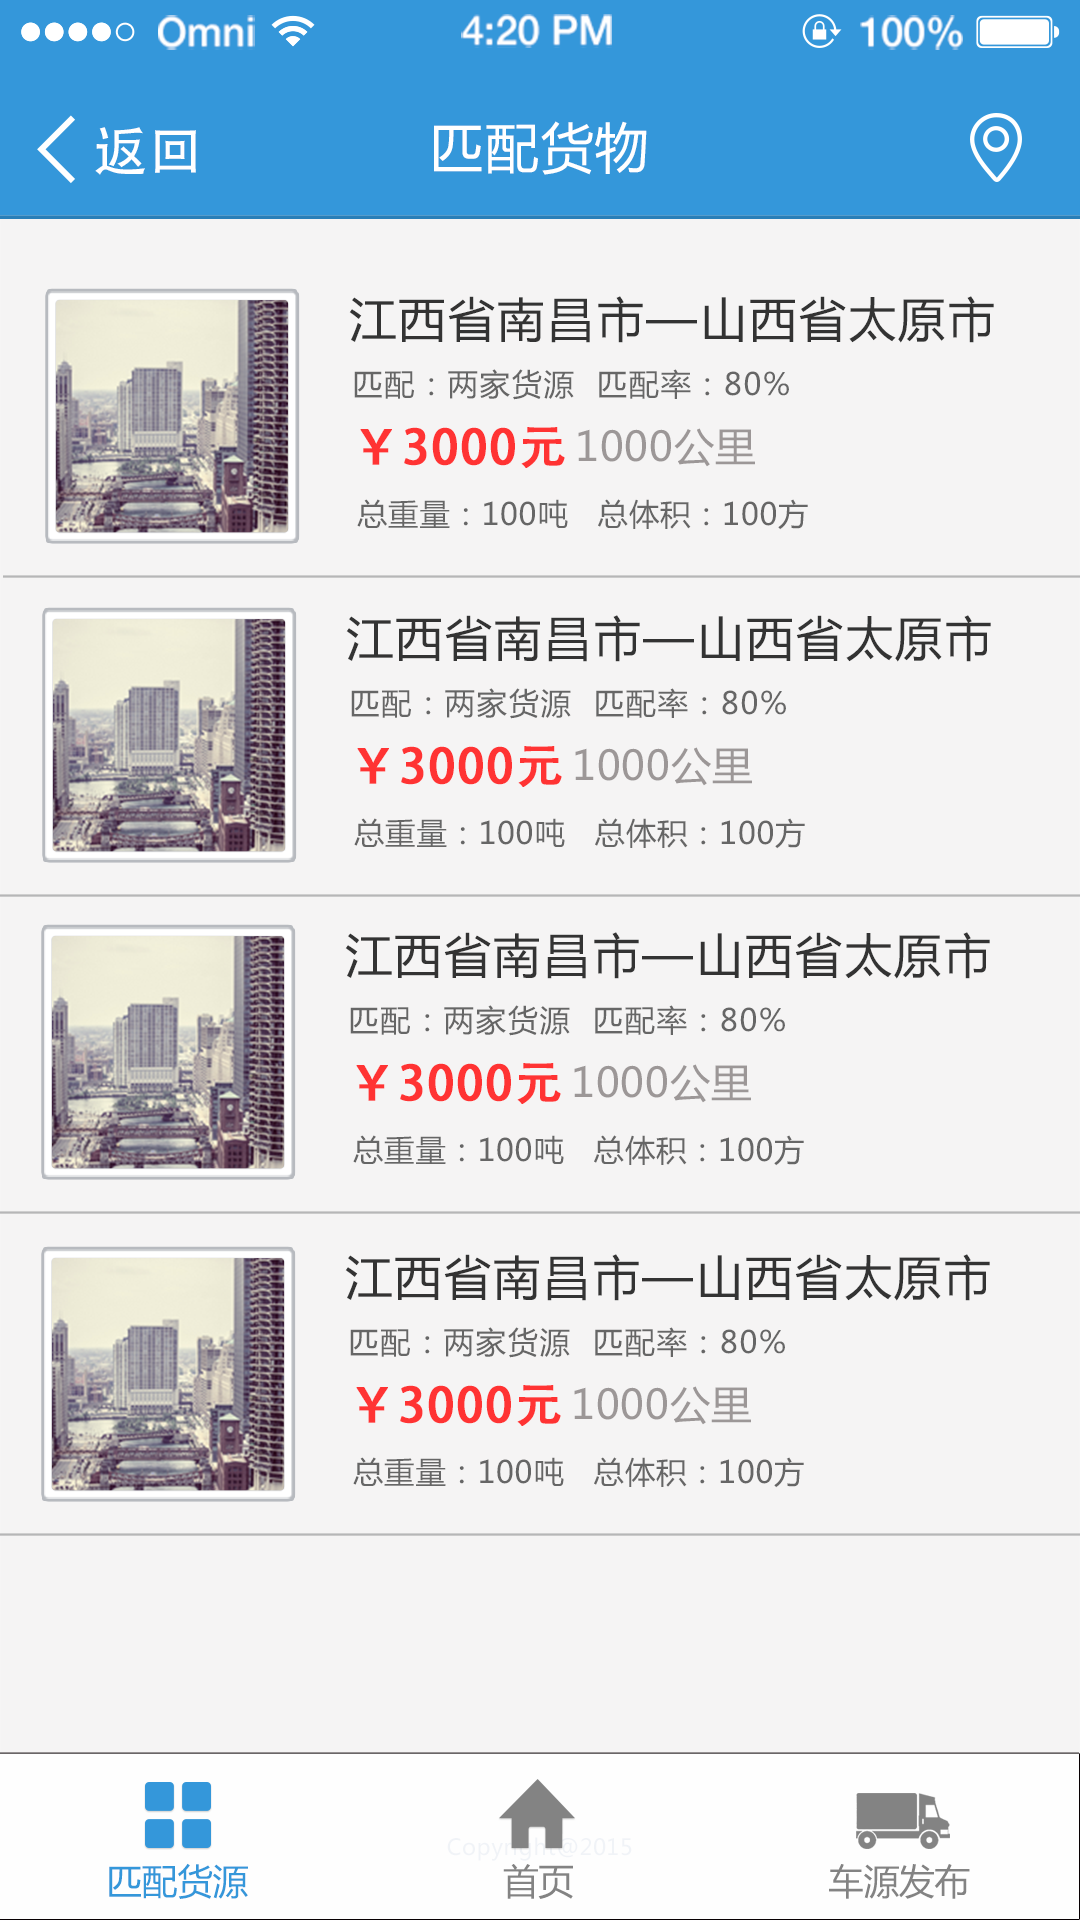 Omni 4:20 PM 100%
返回 匹配货物
江西省南昌市—山西省太原市
匹配：两家货源 匹配率：80%
￥3000元 1000公里
总重量：100吨 总体积：100方
江西省南昌市—山西省太原市
匹配：两家货源 匹配率：80%
￥3000元 1000公里
总重量：100吨 总体积：100方
江西省南昌市—山西省太原市
匹配：两家货源 匹配率：80%
￥3000元 1000公里
总重量：100吨 总体积：100方
江西省南昌市—山西省太原市
匹配：两家货源 匹配率：80%
￥3000元 1000公里
总重量：100吨 总体积：100方
Copyright@2015
匹配货源 首页 车源发布